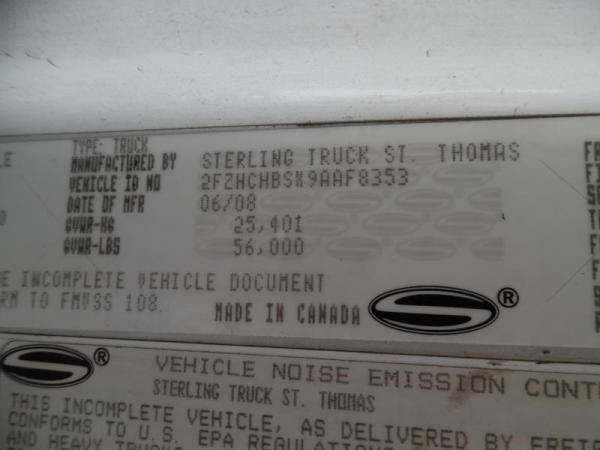 TYPE: TRUCK
MANUFACTURED BY STERLING TRUCK ST. THOMAS
VEHICLE ID NO 2FZHCHBSX9AAF8353
DATE OF MFR 06/08
GVWR-KG 25,401
GVWR-LBS 56,000
INCOMPLETE VEHICLE DOCUMENT
TO FMVSS 108.
MADE IN CANADA ®
® VEHICLE NOISE EMISSION CONT
STERLING TRUCK ST. THOMAS
THIS INCOMPLETE VEHICLE, AS DELIVERED BY FREIG
CONFORMS TO U.S. EPA REGULATIONS
AND HEAVY